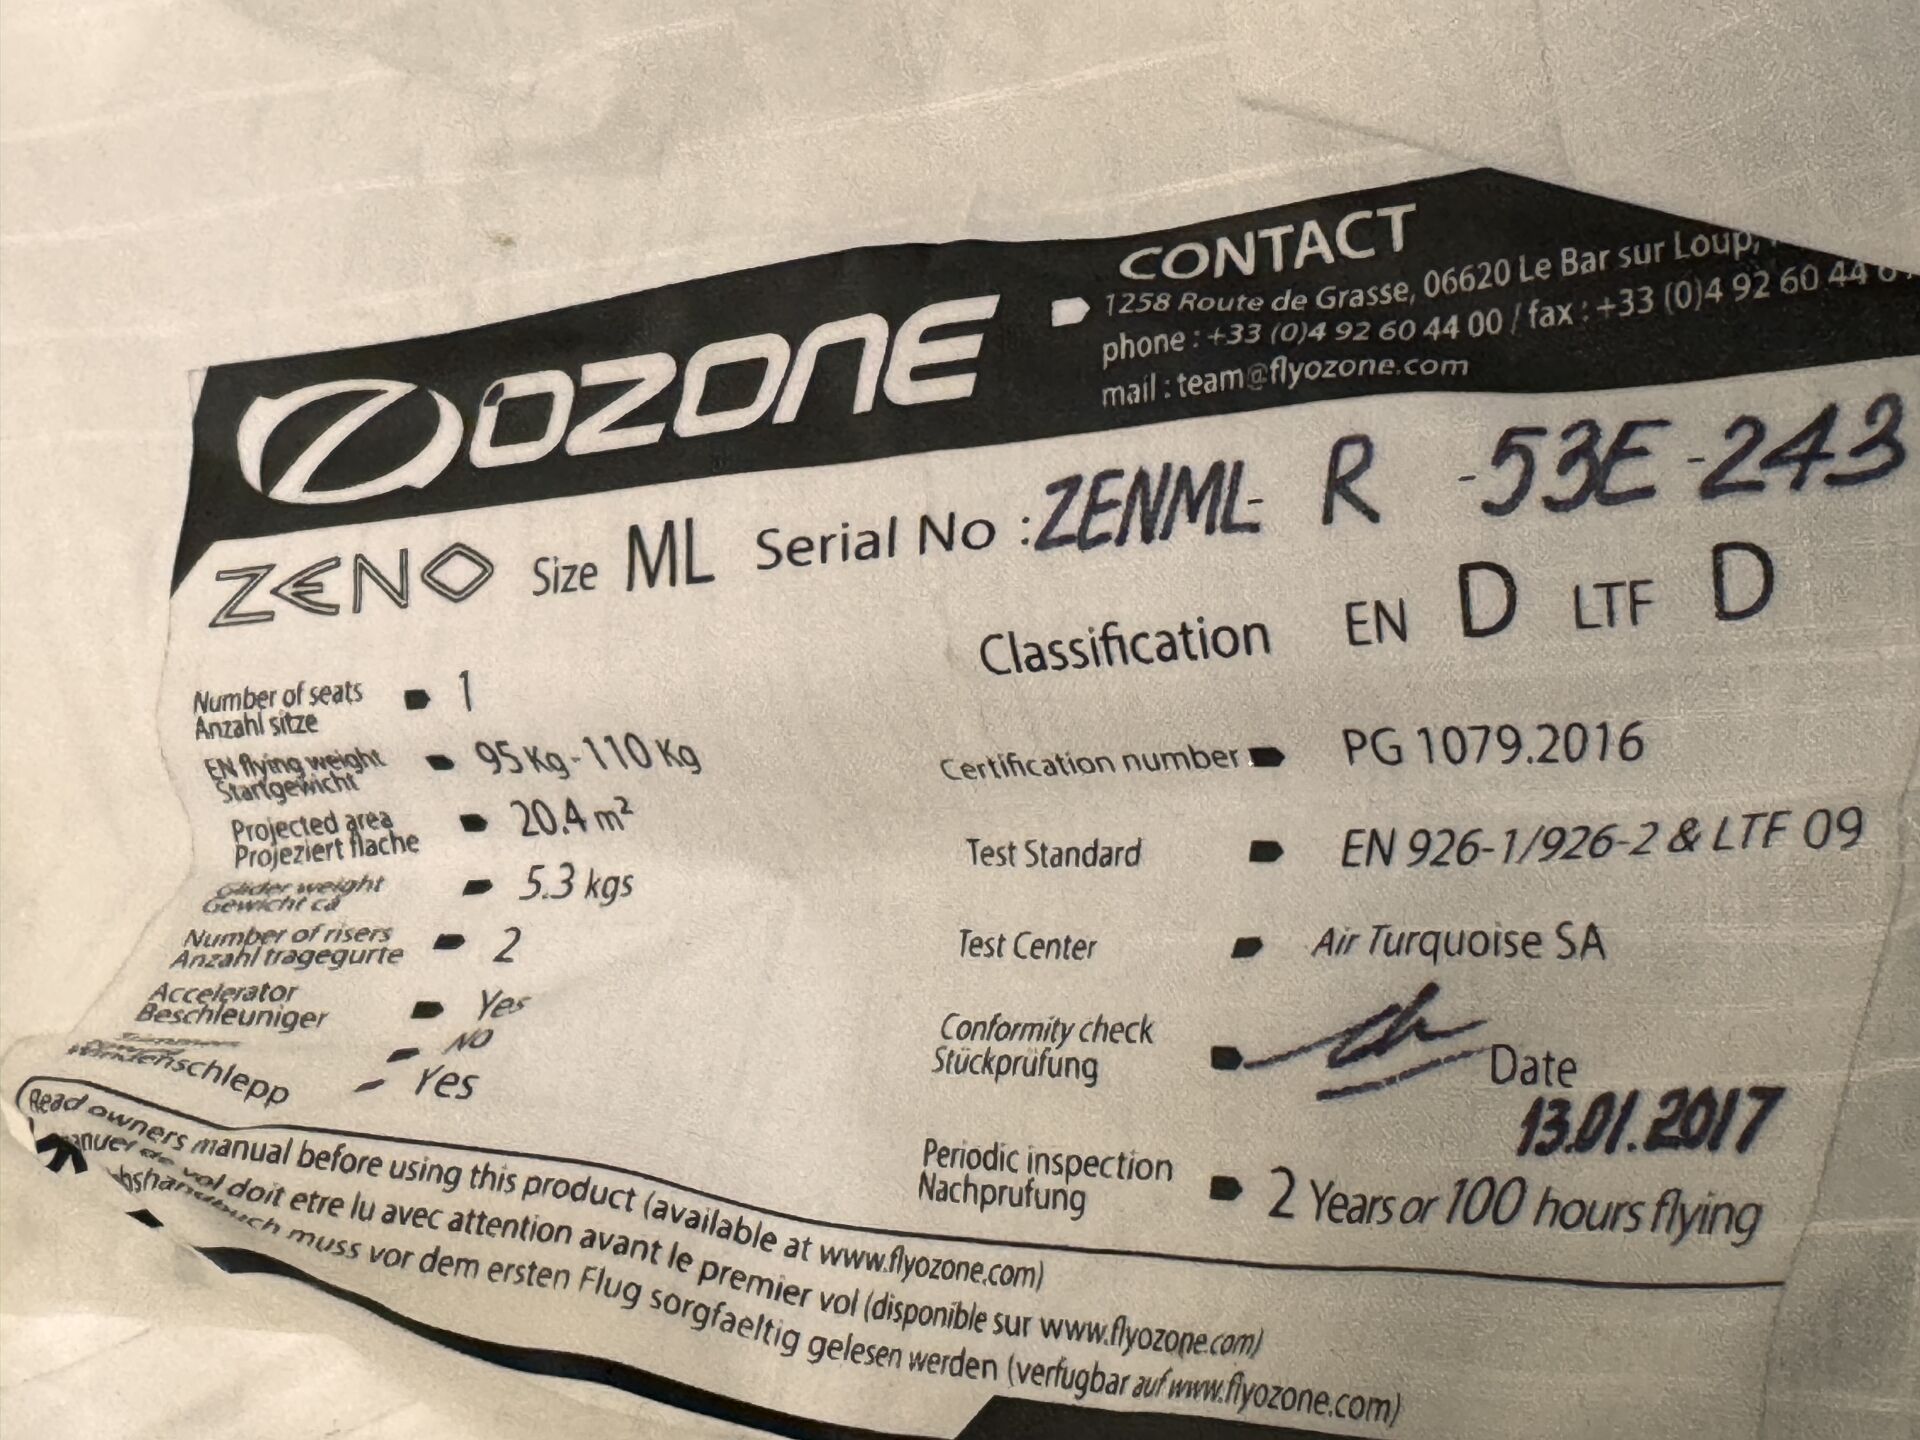 OZONE
CONTACT
1258 Route de Grasse, 06620 Le Bar sur Loup,
phone : +33 (0)4 92 60 44 00 / fax : +33 (0)4 92 60 44
mail : team@flyozone.com
ZENO Size ML Serial No : ZENML- R -53E-243
Classification EN D LTF D
Number of seats 1
Anzahl sitze
EN flying weight 95 Kg - 110 Kg
Startgewicht
Projected area 20.4 m²
Projeziert flache
Glider weight 5.3 kgs
Gewicht ca
Number of risers 2
Anzahl tragegurte
Accelerator Yes
Beschleuniger
NO
Windenschlepp Yes
Certification number PG 1079.2016
Test Standard EN 926-1/926-2 & LTF 09
Test Center Air Turquoise SA
Conformity check
Stückprüfung
Date
13.01.2017
Periodic inspection 2 Years or 100 hours flying
Nachprufung
Read owners manual before using this product (available at www.flyozone.com)
de vol doit etre lu avec attention avant le premier vol (disponible sur www.flyozone.com)
muss vor dem ersten Flug sorgfaeltig gelesen werden (verfugbar auf www.flyozone.com)